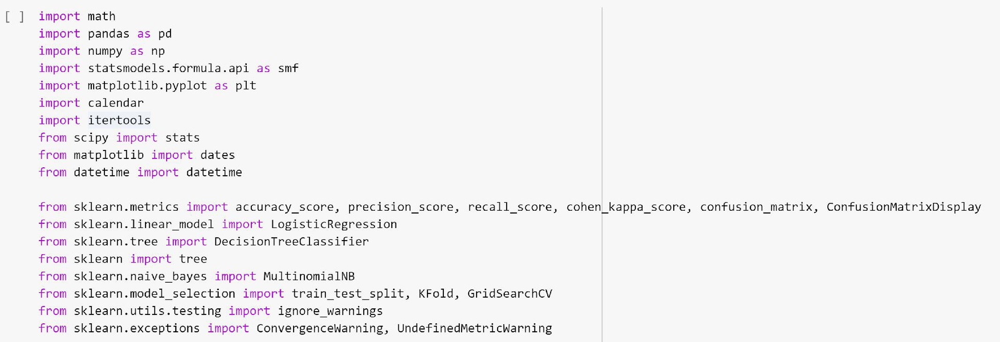 [ ] import math
import pandas as pd
import numpy as np
import statsmodels.formula.api as smf
import matplotlib.pyplot as plt
import calendar
import itertools
from scipy import stats
from matplotlib import dates
from datetime import datetime
from sklearn.metrics import accuracy_score, precision_score, recall_score, cohen_kappa_score, confusion_matrix, ConfusionMatrixDisplay
from sklearn.linear_model import LogisticRegression
from sklearn.tree import DecisionTreeClassifier
from sklearn import tree
from sklearn.naive_bayes import MultinomialNB
from sklearn.model_selection import train_test_split, KFold, GridSearchCV
from sklearn.utils.testing import ignore_warnings
from sklearn.exceptions import ConvergenceWarning, UndefinedMetricWarning